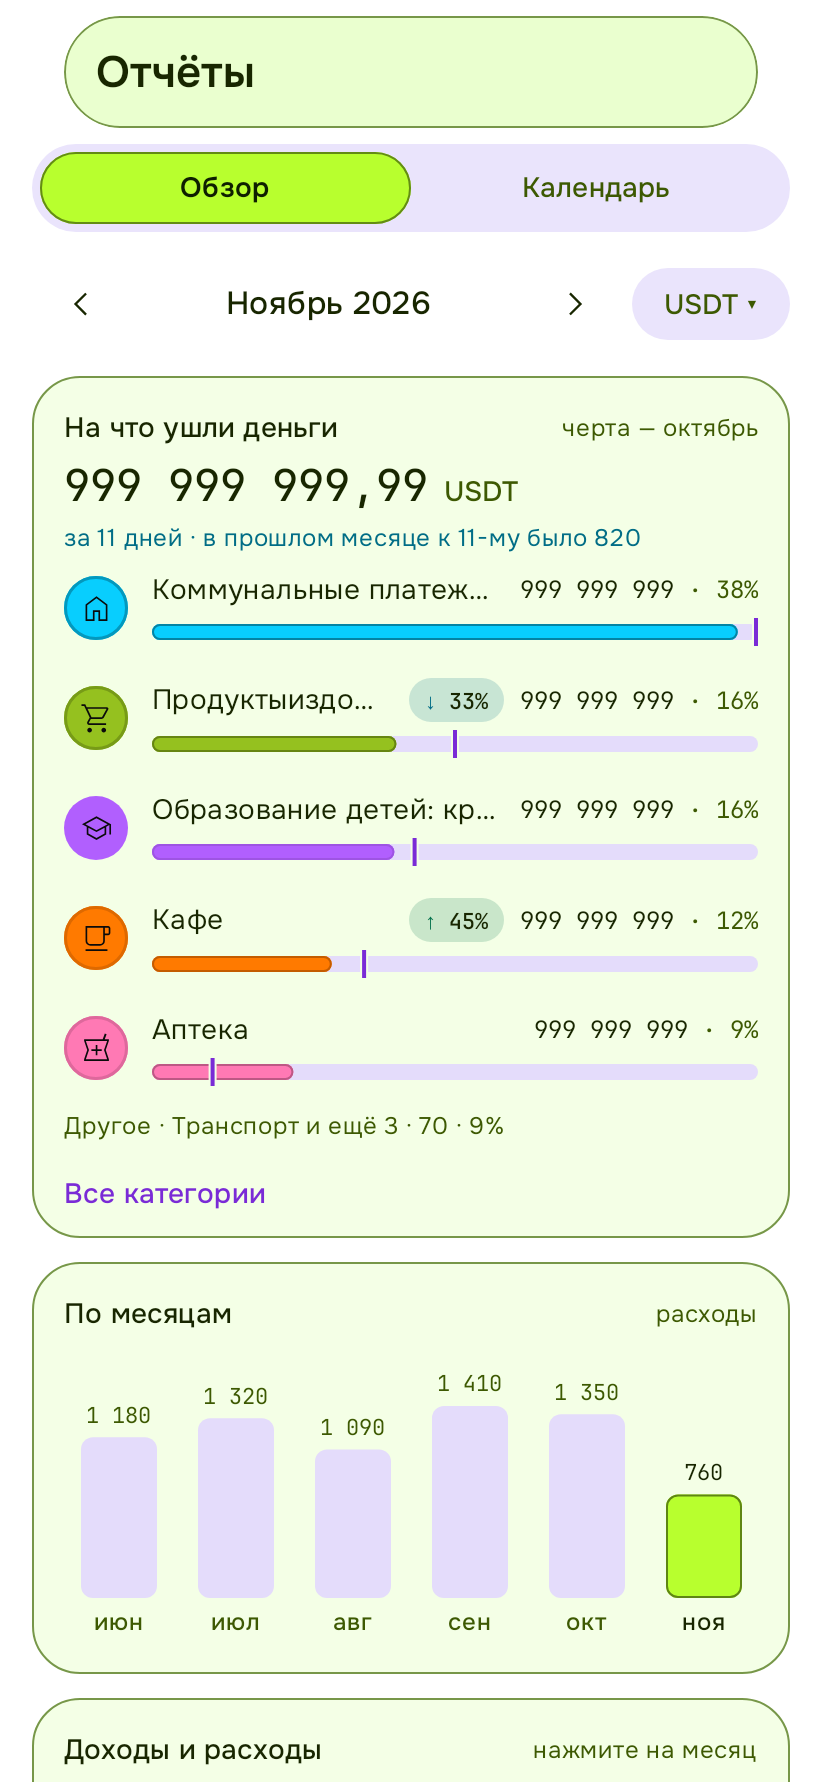 Отчёты
Обзор Календарь
Ноябрь 2026 USDT ▾
На что ушли деньги черта — октябрь
999 999 999,99 USDT
за 11 дней · в прошлом месяце к 11-му было 820
Коммунальные платеж... 999 999 999 · 38%
Продуктыиздо... ↓ 33% 999 999 999 · 16%
Образование детей: кр... 999 999 999 · 16%
Кафе ↑ 45% 999 999 999 · 12%
Аптека 999 999 999 · 9%
Другое · Транспорт и ещё 3 · 70 · 9%
Все категории
По месяцам расходы
1 180 1 320 1 090 1 410 1 350 760
июн июл авг сен окт ноя
Доходы и расходы нажмите на месяц